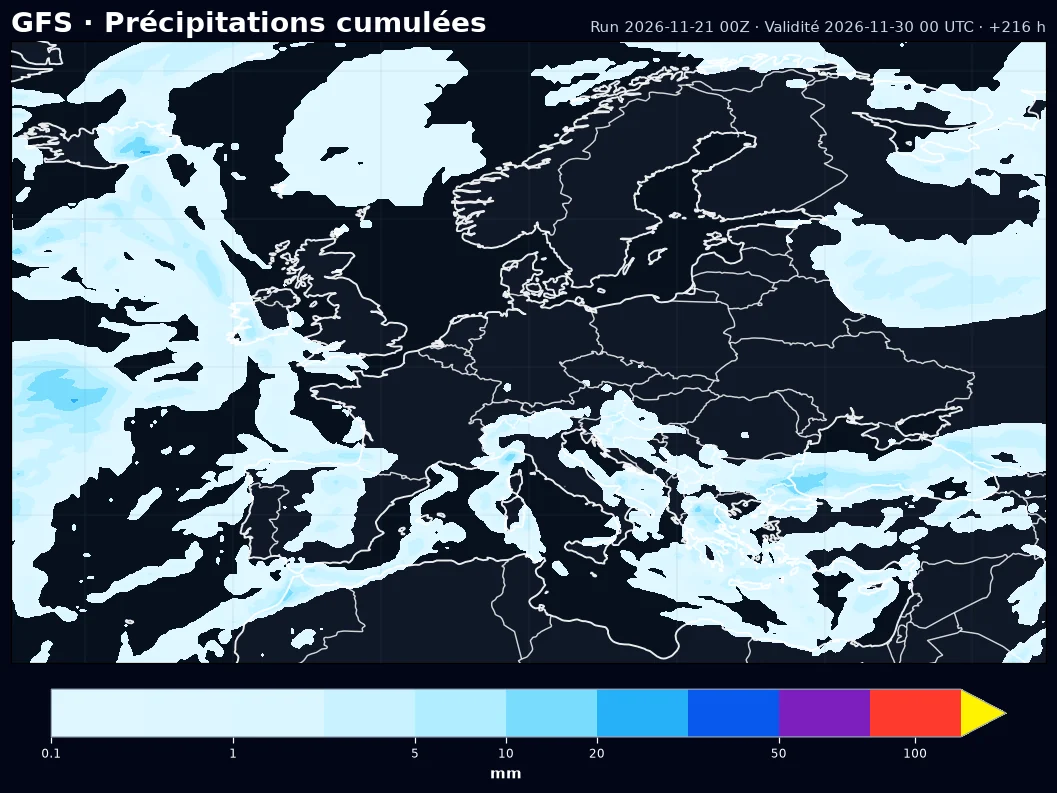 GFS · Précipitations cumulées
Run 2026-11-21 00Z · Validité 2026-11-30 00 UTC · +216 h
0.1 1 5 10 20 50 100
mm